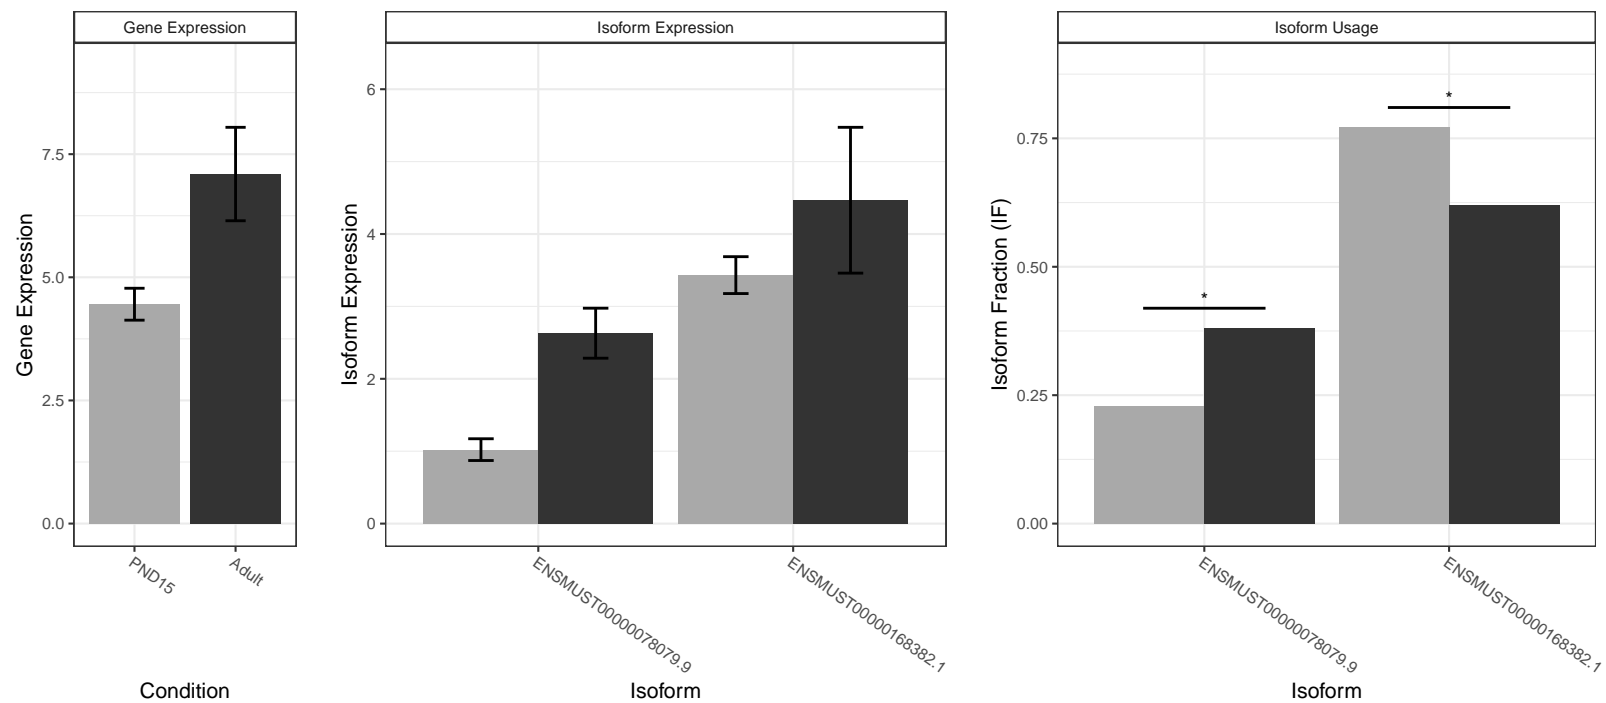 Gene Expression
Gene Expression
7.5
5.0
2.5
0.0
PND15
Adult
Condition
Isoform Expression
Isoform Expression
6
4
2
0
ENSMUST00000078079.9
ENSMUST00000168382.1
Isoform
Isoform Usage
Isoform Fraction (IF)
0.75
0.50
0.25
0.00
*
*
ENSMUST00000078079.9
ENSMUST00000168382.1
Isoform